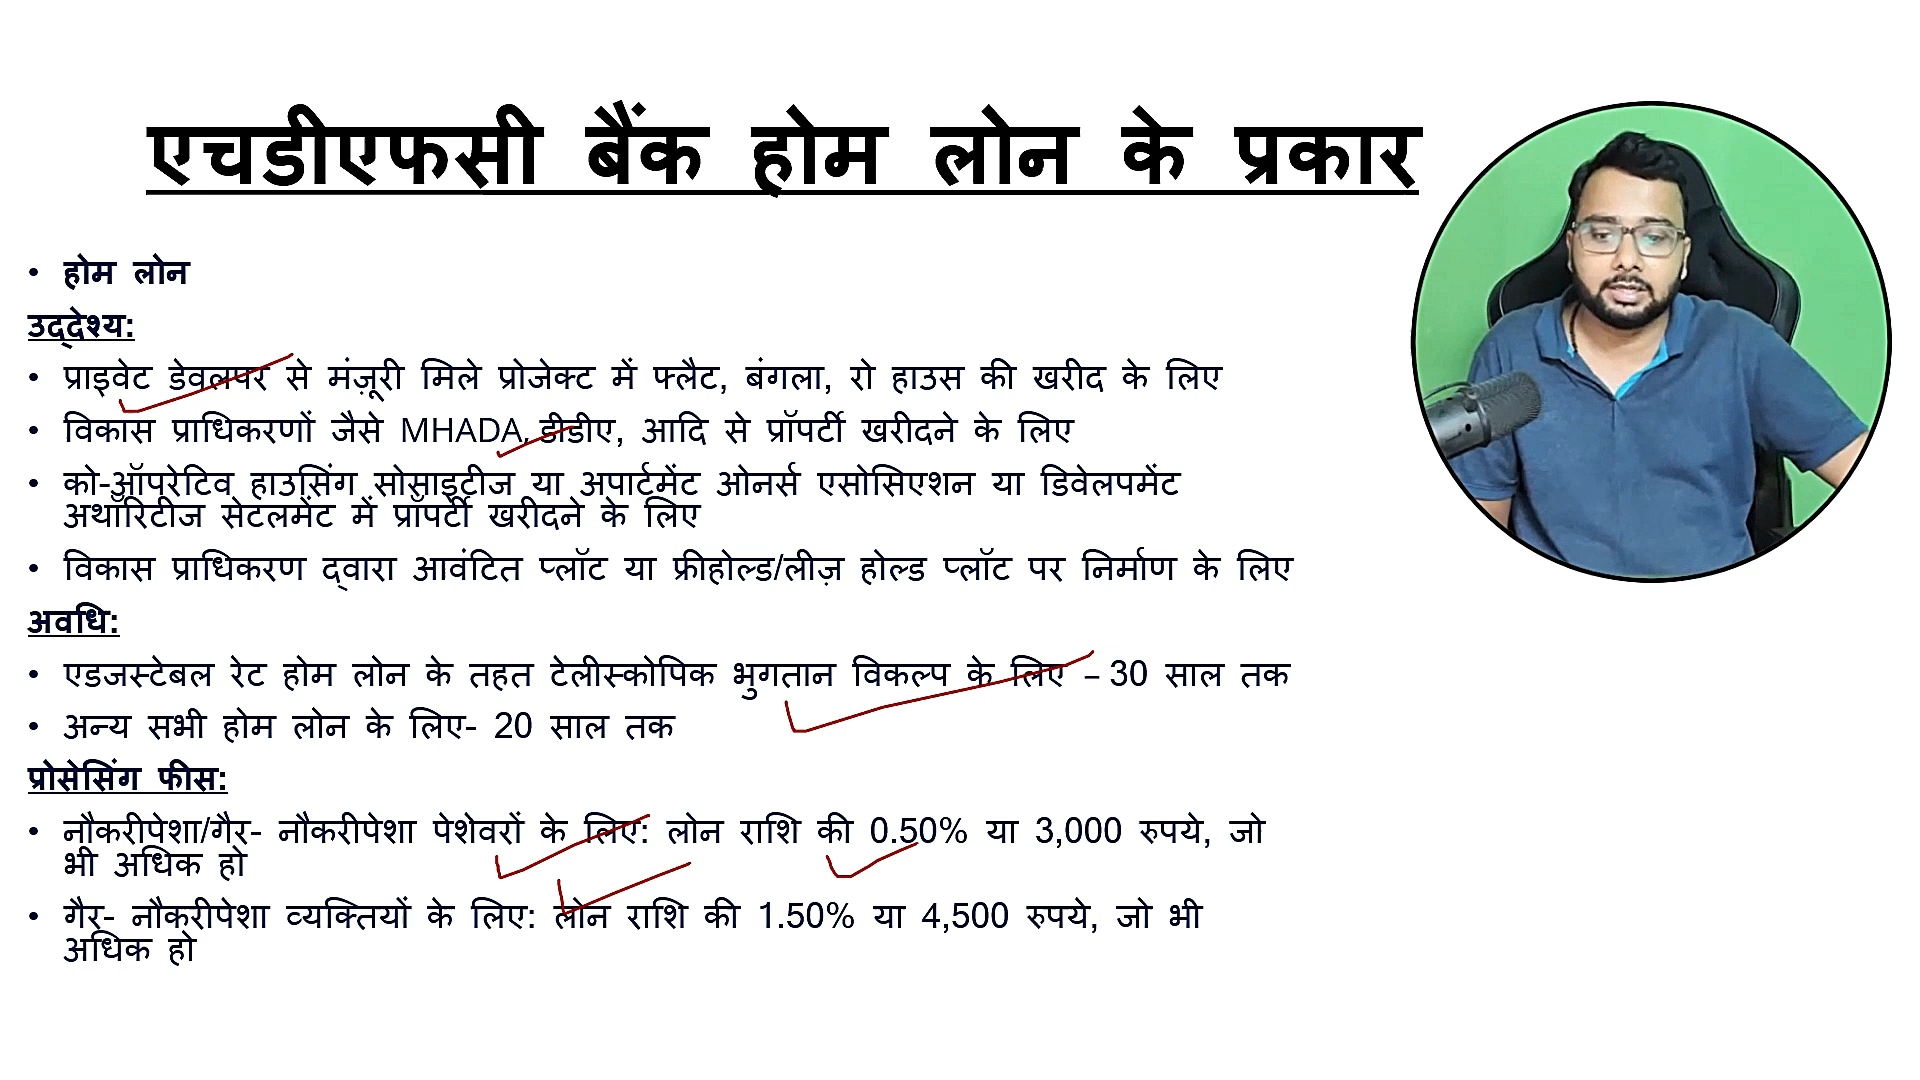 एचडीएफसी बैंक होम लोन के प्रकार
• होम लोन
उद्देश्य:
• प्राइवेट डेवलपर से मंज़ूरी मिले प्रोजेक्ट में फ्लैट, बंगला, रो हाउस की खरीद के लिए
• विकास प्राधिकरणों जैसे MHADA, डीडीए, आदि से प्रॉपर्टी खरीदने के लिए
• को-ऑपरेटिव हाउसिंग सोसाइटीज या अपार्टमेंट ओनर्स एसोसिएशन या डिवेलपमेंट
अथॉरिटीज सेटलमेंट में प्रॉपर्टी खरीदने के लिए
• विकास प्राधिकरण द्वारा आवंटित प्लॉट या फ्रीहोल्ड/लीज़ होल्ड प्लॉट पर निर्माण के लिए
अवधि:
• एडजस्टेबल रेट होम लोन के तहत टेलीस्कोपिक भुगतान विकल्प के लिए – 30 साल तक
• अन्य सभी होम लोन के लिए- 20 साल तक
प्रोसेसिंग फीस:
• नौकरीपेशा/गैर- नौकरीपेशा पेशेवरों के लिए: लोन राशि की 0.50% या 3,000 रुपये, जो
भी अधिक हो
• गैर- नौकरीपेशा व्यक्तियों के लिए: लोन राशि की 1.50% या 4,500 रुपये, जो भी
अधिक हो